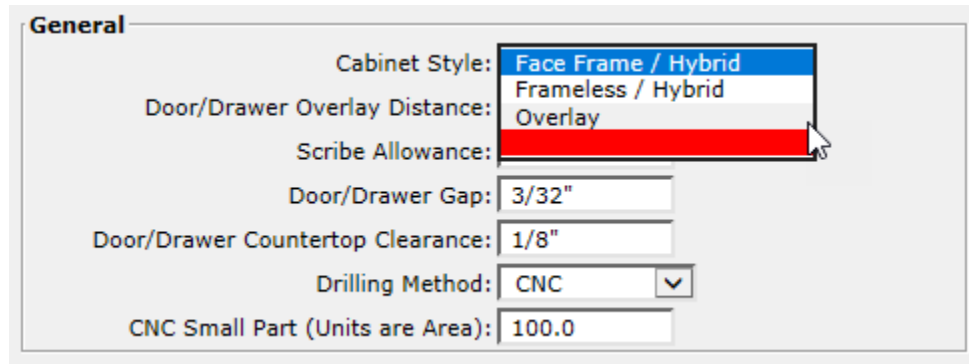 General
Cabinet Style: Face Frame / Hybrid
Frameless / Hybrid
Door/Drawer Overlay Distance: Overlay
Scribe Allowance:
Door/Drawer Gap: 3/32"
Door/Drawer Countertop Clearance: 1/8"
Drilling Method: CNC
CNC Small Part (Units are Area): 100.0